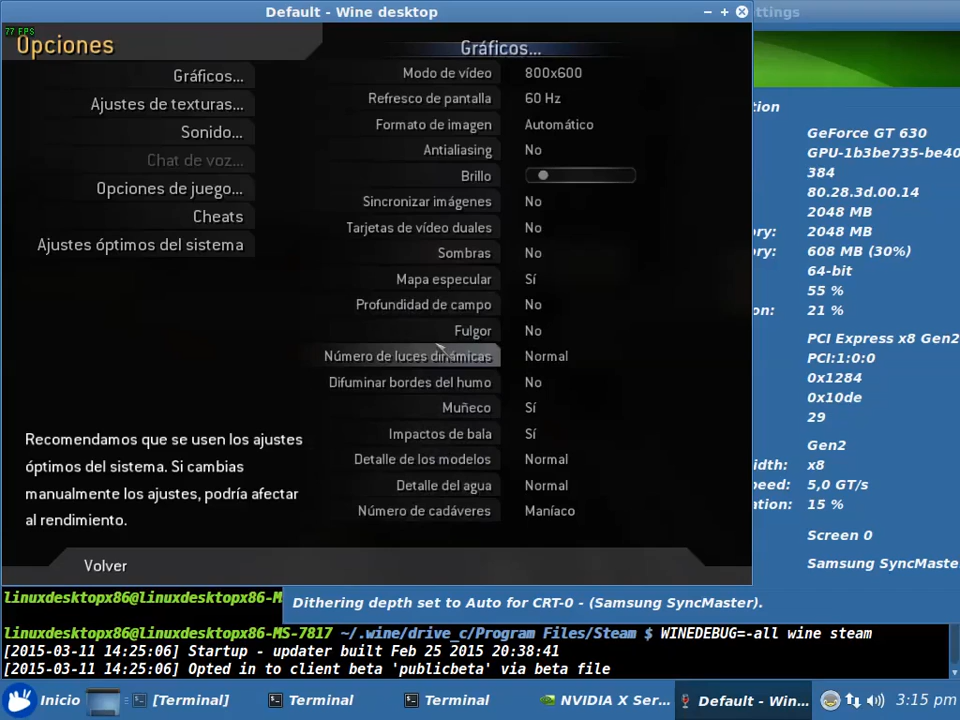 Default - Wine desktop
ttings
77 FPS
Opciones
Gráficos...
Ajustes de texturas...
Sonido...
Chat de voz...
Opciones de juego...
Cheats
Ajustes óptimos del sistema
Recomendamos que se usen los ajustes
óptimos del sistema. Si cambias
manualmente los ajustes, podría afectar
al rendimiento.
Volver
Gráficos...
Modo de vídeo 800x600
Refresco de pantalla 60 Hz
Formato de imagen Automático
Antialiasing No
Brillo
Sincronizar imágenes No
Tarjetas de vídeo duales No
Sombras No
Mapa especular Sí
Profundidad de campo No
Fulgor No
Número de luces dinámicas Normal
Difuminar bordes del humo No
Muñeco Sí
Impactos de bala Sí
Detalle de los modelos Normal
Detalle del agua Normal
Número de cadáveres Maníaco
tion
GeForce GT 630
GPU-1b3be735-be40
384
80.28.3d.00.14
2048 MB
ry: 2048 MB
ry: 608 MB (30%)
64-bit
55 %
on: 21 %
PCI Express x8 Gen2
PCI:1:0:0
0x1284
0x10de
29
Gen2
idth: x8
eed: 5,0 GT/s
ation: 15 %
Screen 0
Samsung SyncMaste
linuxdesktopx86@linuxdesktopx86-M
Dithering depth set to Auto for CRT-0 - (Samsung SyncMaster).
linuxdesktopx86@linuxdesktopx86-MS-7817 ~/.wine/drive_c/Program Files/Steam $ WINEDEBUG=-all wine steam
[2015-03-11 14:25:06] Startup - updater built Feb 25 2015 20:38:41
[2015-03-11 14:25:06] Opted in to client beta 'publicbeta' via beta file
Inicio [Terminal] Terminal Terminal NVIDIA X Ser... Default - Win... 3:15 pm